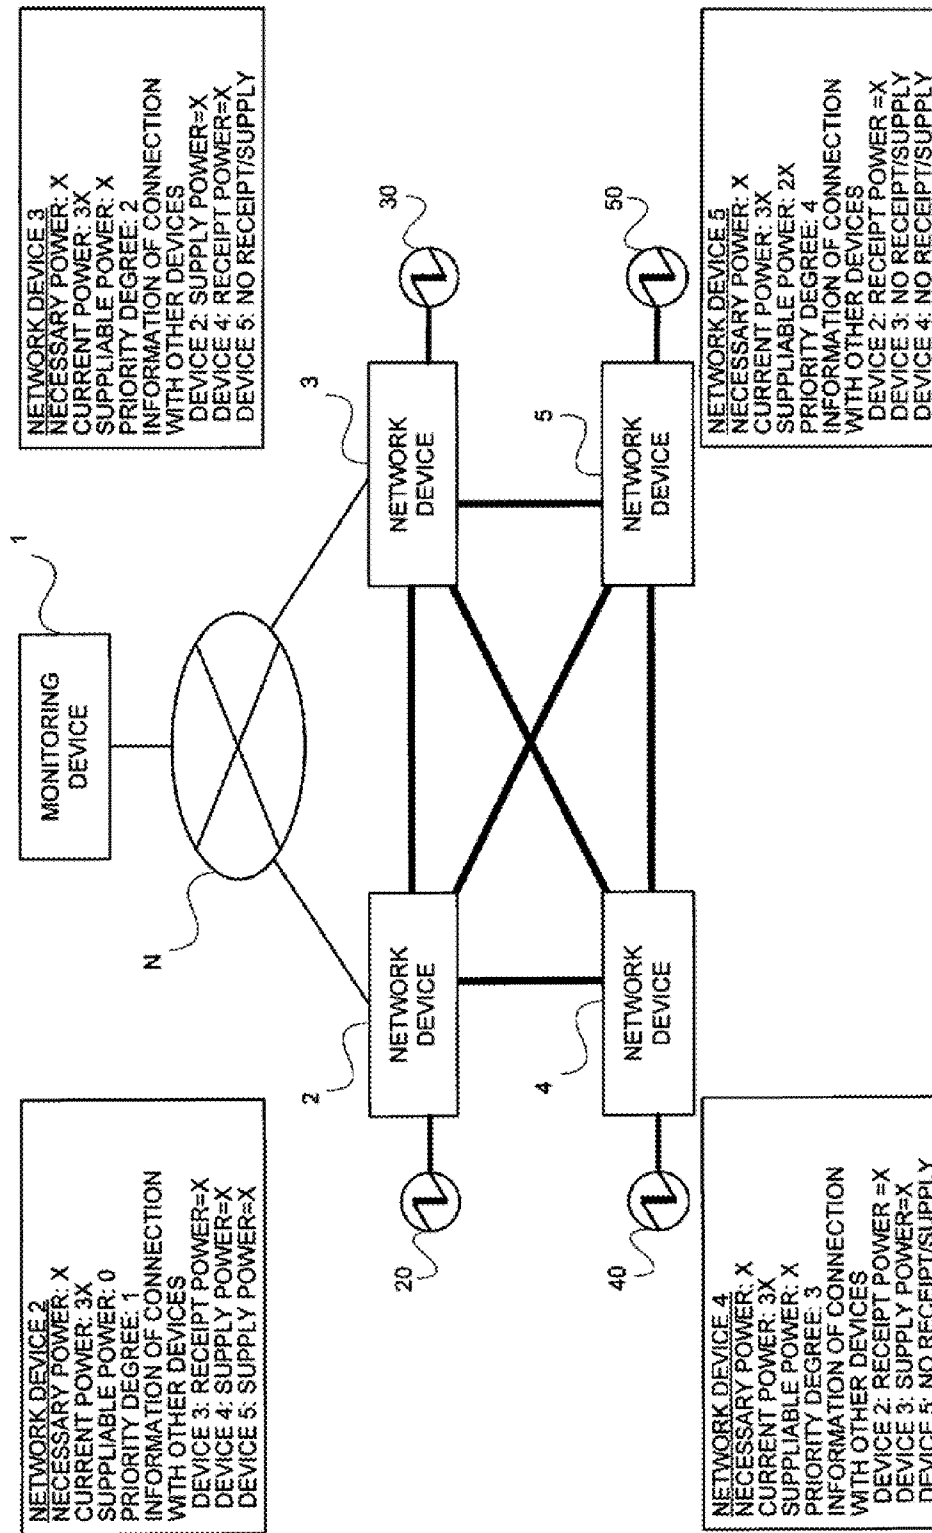 NETWORK DEVICE 2
NECESSARY POWER: X
CURRENT POWER: 3X
SUPPLIABLE POWER: 0
PRIORITY DEGREE: 1
INFORMATION OF CONNECTION
WITH OTHER DEVICES
DEVICE 3: RECEIPT POWER=X
DEVICE 4: SUPPLY POWER=X
DEVICE 5: SUPPLY POWER=X
MONITORING
DEVICE
1
NETWORK DEVICE 3
NECESSARY POWER: X
CURRENT POWER: 3X
SUPPLIABLE POWER: X
PRIORITY DEGREE: 2
INFORMATION OF CONNECTION
WITH OTHER DEVICES
DEVICE 2: SUPPLY POWER=X
DEVICE 4: RECEIPT POWER=X
DEVICE 5: NO RECEIPT/SUPPLY
N
2
3
20
NETWORK
DEVICE
NETWORK
DEVICE
30
4
5
40
NETWORK
DEVICE
NETWORK
DEVICE
50
NETWORK DEVICE 4
NECESSARY POWER: X
CURRENT POWER: 3X
SUPPLIABLE POWER: X
PRIORITY DEGREE: 3
INFORMATION OF CONNECTION
WITH OTHER DEVICES
DEVICE 2: RECEIPT POWER =X
DEVICE 3: SUPPLY POWER=X
DEVICE 5: NO RECEIPT/SUPPLY
NETWORK DEVICE 5
NECESSARY POWER: X
CURRENT POWER: 3X
SUPPLIABLE POWER: 2X
PRIORITY DEGREE: 4
INFORMATION OF CONNECTION
WITH OTHER DEVICES
DEVICE 2: RECEIPT POWER =X
DEVICE 3: NO RECEIPT/SUPPLY
DEVICE 4: NO RECEIPT/SUPPLY